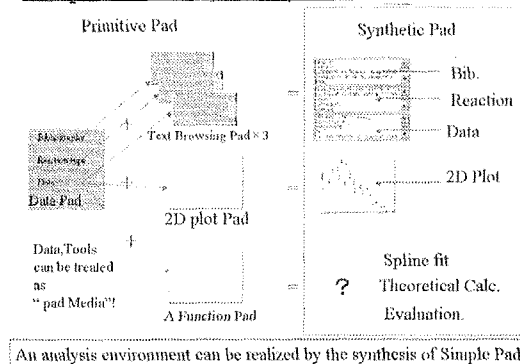 Primitive Pad
Synthetic Pad
Bib.
Reaction
Data
Text Browsing Pad×3
Data Pad
2D Plot
2D plot Pad
Data,Tools
can be treated
as
“ pad Media”!
A Function Pad
Spline fit
? Theoretical Calc.
Evaluation.
An analysis environment can be realized by the synthesis of Simple Pad